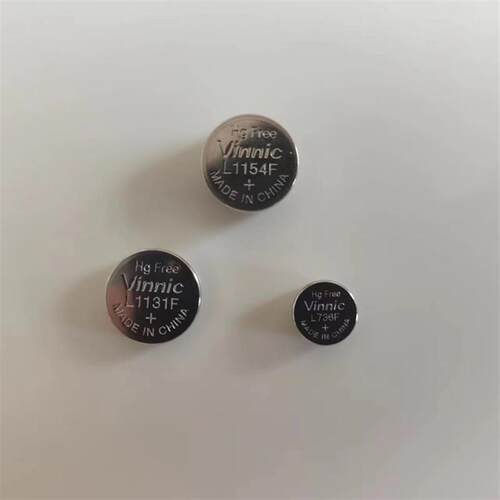 Hg Free
Vinnic
L1154F
+
MADE IN CHINA
Hg Free
Vinnic
L1131F
+
MADE IN CHINA
Hg Free
Vinnic
L736F
+
MADE IN CHINA